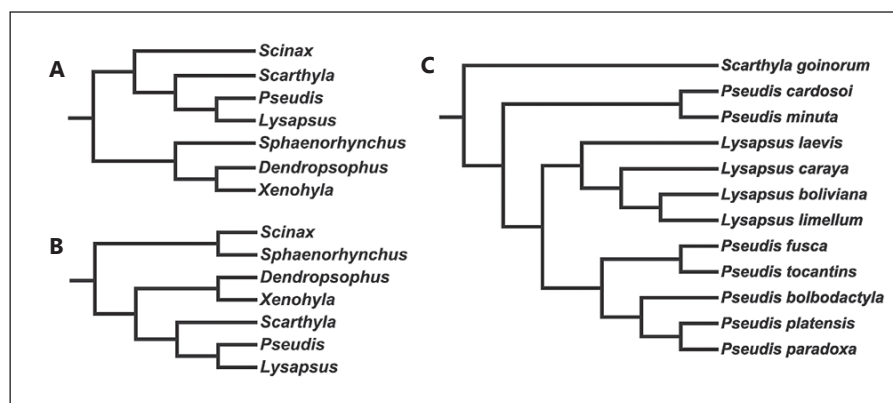 A
Scinax
Scarthyla
Pseudis
Lysapsus
Sphaenorhynchus
Dendropsophus
Xenohyla
B
Scinax
Sphaenorhynchus
Dendropsophus
Xenohyla
Scarthyla
Pseudis
Lysapsus
C
Scarthyla goinorum
Pseudis cardosoi
Pseudis minuta
Lysapsus laevis
Lysapsus caraya
Lysapsus boliviana
Lysapsus limellum
Pseudis fusca
Pseudis tocantins
Pseudis bolbodactyla
Pseudis platensis
Pseudis paradoxa